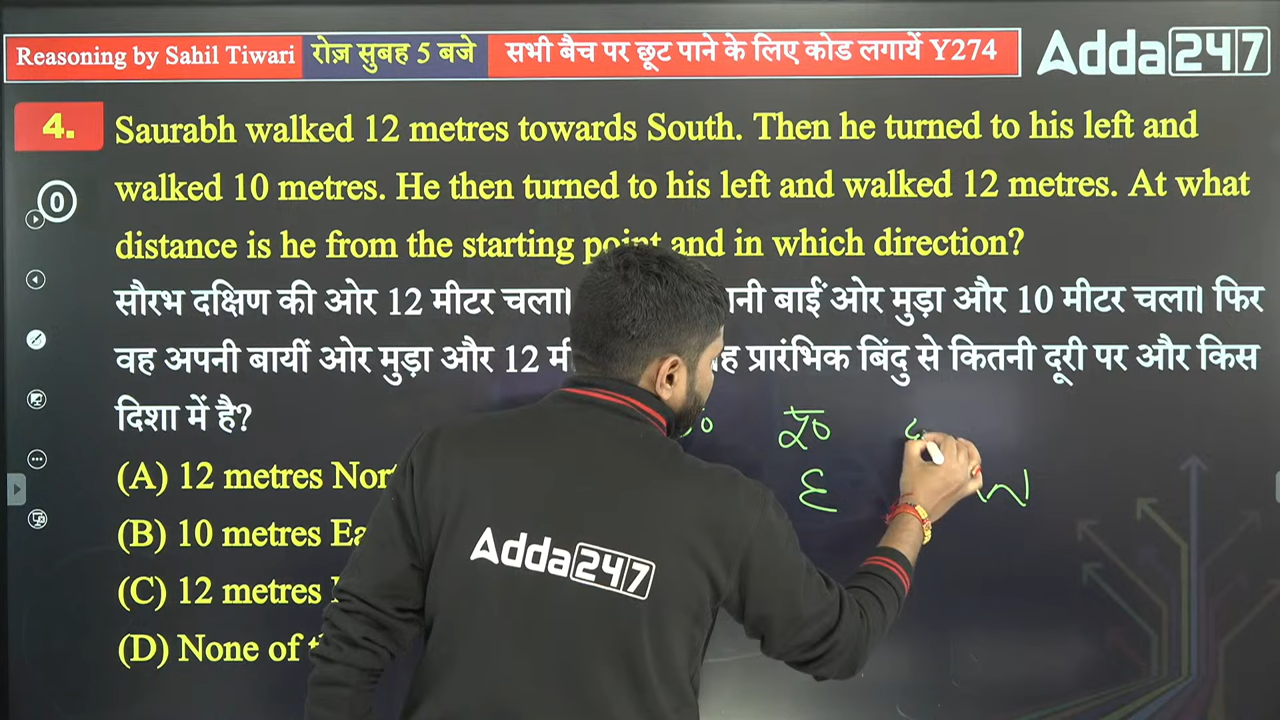 Reasoning by Sahil Tiwari रोज़ सुबह 5 बजे सभी बैच पर छूट पाने के लिए कोड लगायें Y274 Adda247
4. Saurabh walked 12 metres towards South. Then he turned to his left and
0 walked 10 metres. He then turned to his left and walked 12 metres. At what
distance is he from the starting point and in which direction?
सौरभ दक्षिण की ओर 12 मीटर चला। बाईं ओर मुड़ा और 10 मीटर चला। फिर
वह अपनी बायीं ओर मुड़ा और 12 प्रारंभिक बिंदु से कितनी दूरी पर और किस
दिशा में है?
(A) 12 metres
E W
(B) 10 metres
Adda247
(C) 12 metres
(D) None of